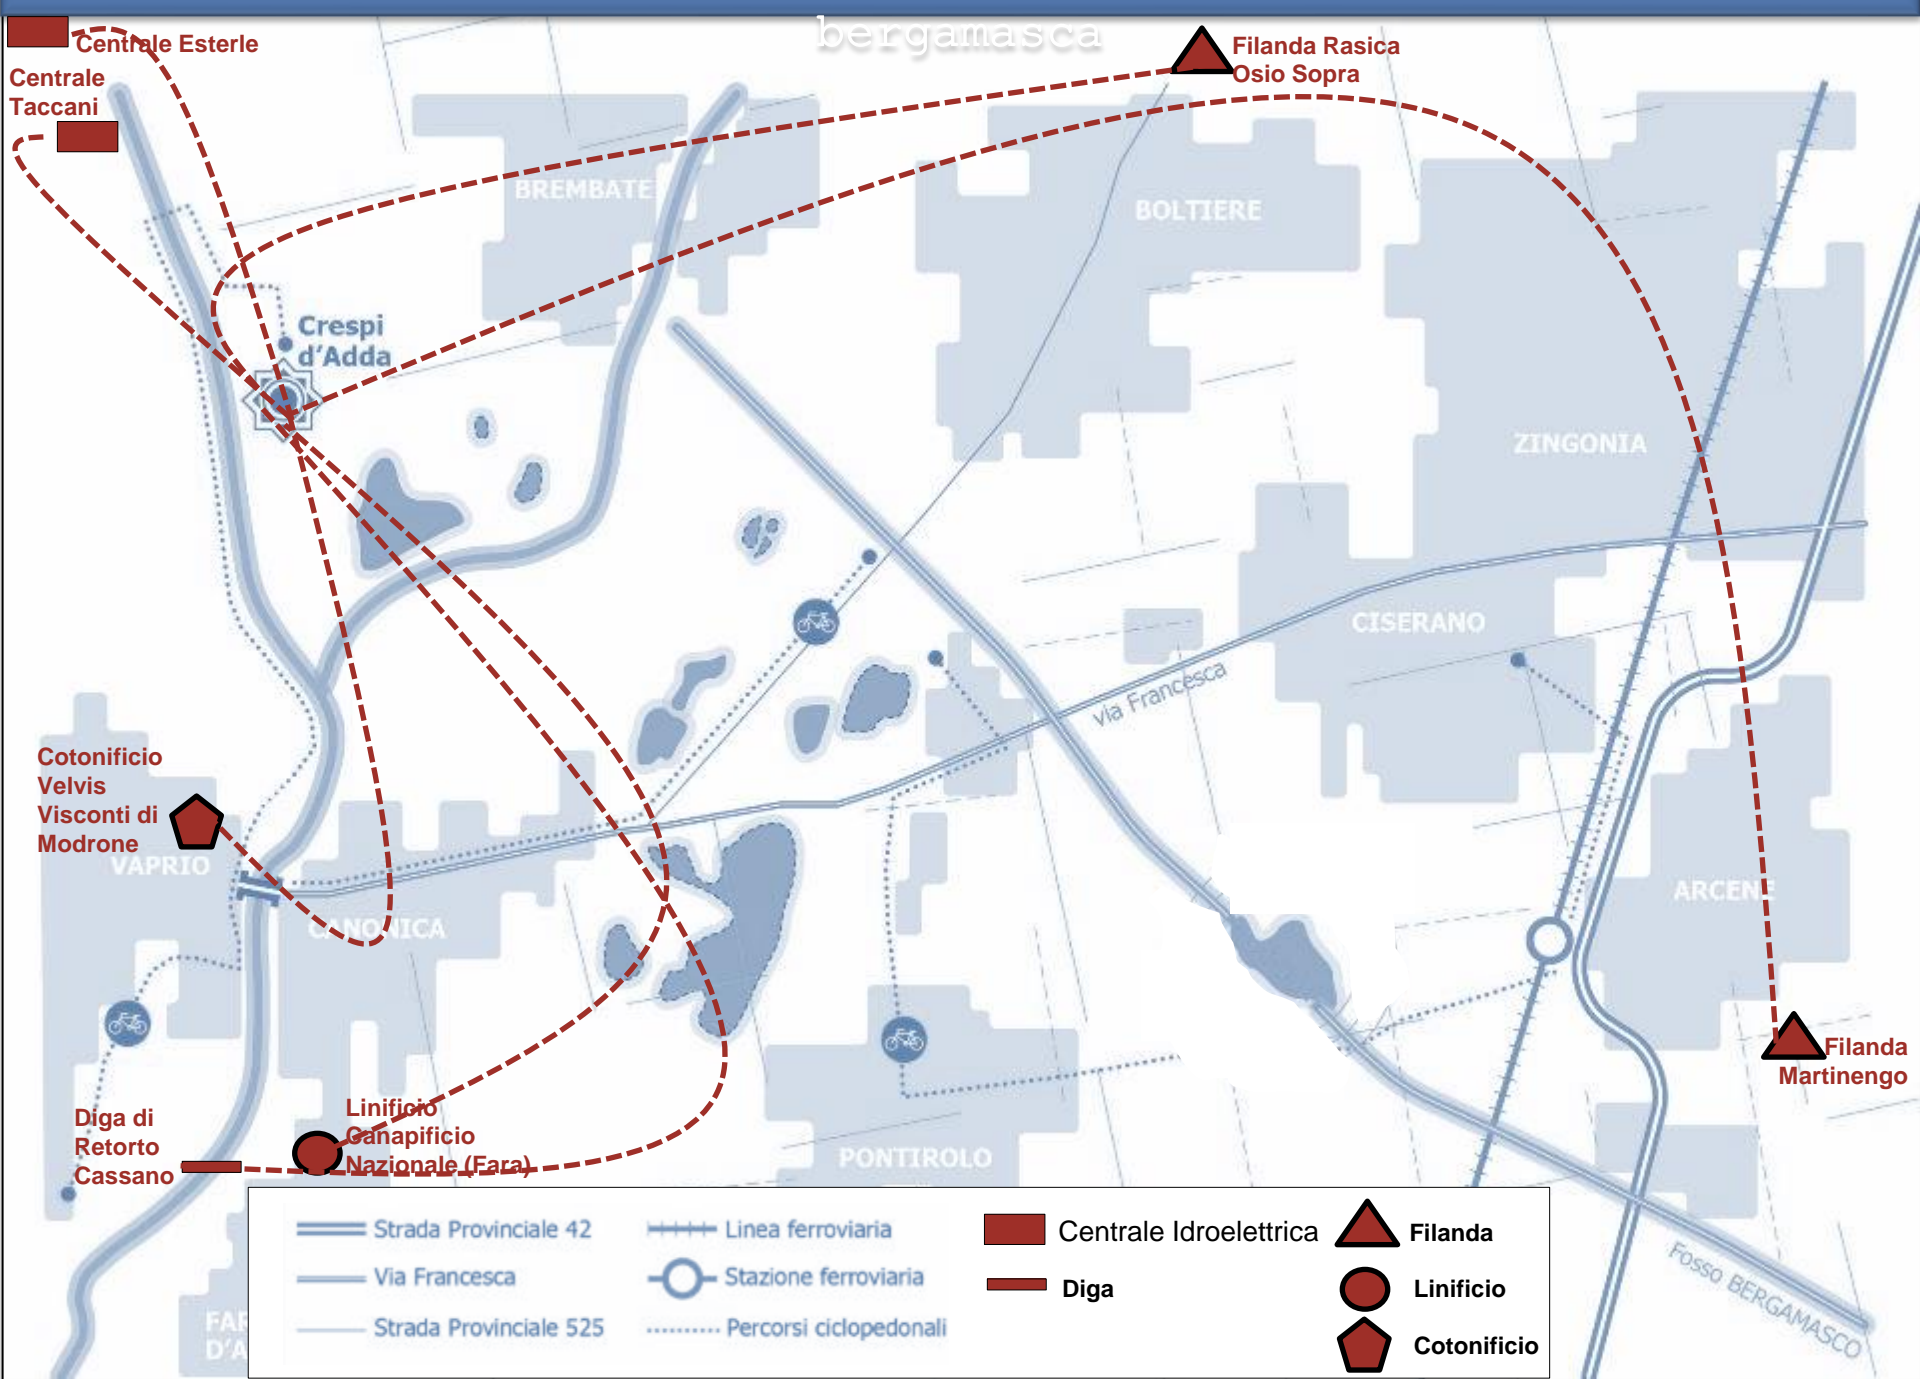 bergamasca
Centrale Esterle
Centrale
Taccani
Filanda Rasica
Osio Sopra
BREMBATE
BOLTIERE
Crespi
d'Adda
ZINGONIA
CISERANO
via Francesca
Cotonificio
Velvis
Visconti di
Modrone
VAPRIO
CANONICA
ARCENE
Filanda
Martinengo
Diga di
Retorto
Cassano
Linificio
Canapificio
Nazionale (Fara)
PONTIROLO
Strada Provinciale 42
Via Francesca
Strada Provinciale 525
Linea ferroviaria
Stazione ferroviaria
Percorsi ciclopedonali
Centrale Idroelettrica
Diga
Filanda
Linificio
Cotonificio
Fosso BERGAMASCO